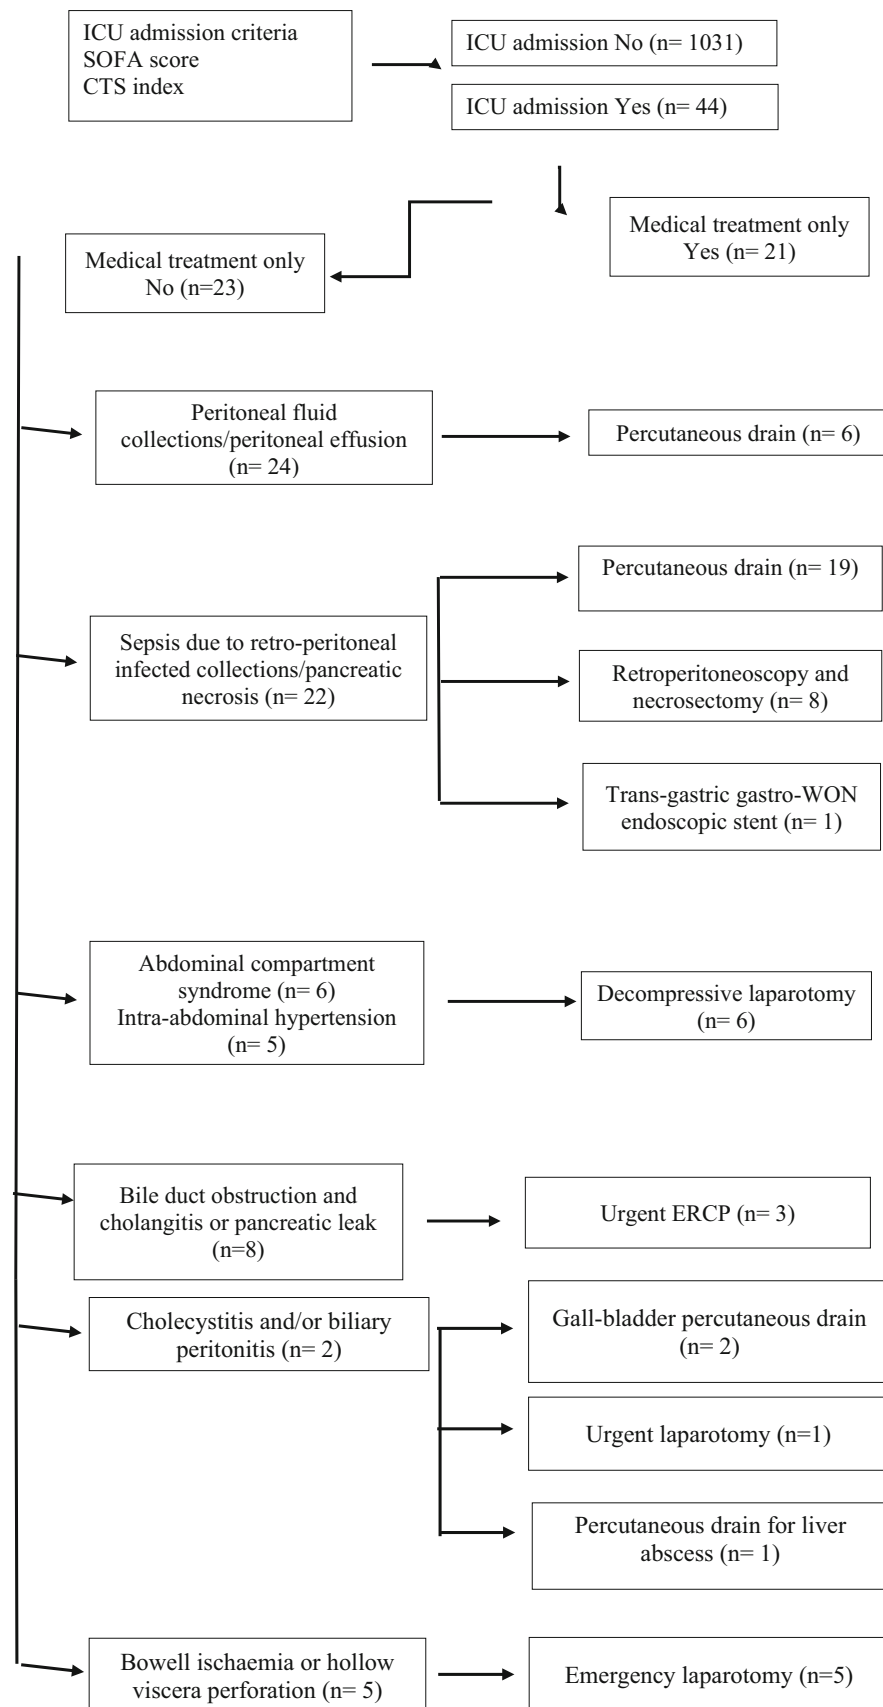 ICU admission criteria
SOFA score
CTS index
ICU admission No (n= 1031)
ICU admission Yes (n= 44)
Medical treatment only
Yes (n= 21)
Medical treatment only
No (n=23)
Peritoneal fluid
collections/peritoneal effusion
(n= 24)
Percutaneous drain (n= 6)
Sepsis due to retro-peritoneal
infected collections/pancreatic
necrosis (n= 22)
Percutaneous drain (n= 19)
Retroperitoneoscopy and
necrosectomy (n= 8)
Trans-gastric gastro-WON
endoscopic stent (n= 1)
Abdominal compartment
syndrome (n= 6)
Intra-abdominal hypertension
(n= 5)
Decompressive laparotomy
(n= 6)
Bile duct obstruction and
cholangitis or pancreatic leak
(n=8)
Urgent ERCP (n= 3)
Cholecystitis and/or biliary
peritonitis (n= 2)
Gall-bladder percutaneous drain
(n= 2)
Urgent laparotomy (n=1)
Percutaneous drain for liver
abscess (n= 1)
Bowell ischaemia or hollow
viscera perforation (n= 5)
Emergency laparotomy (n=5)